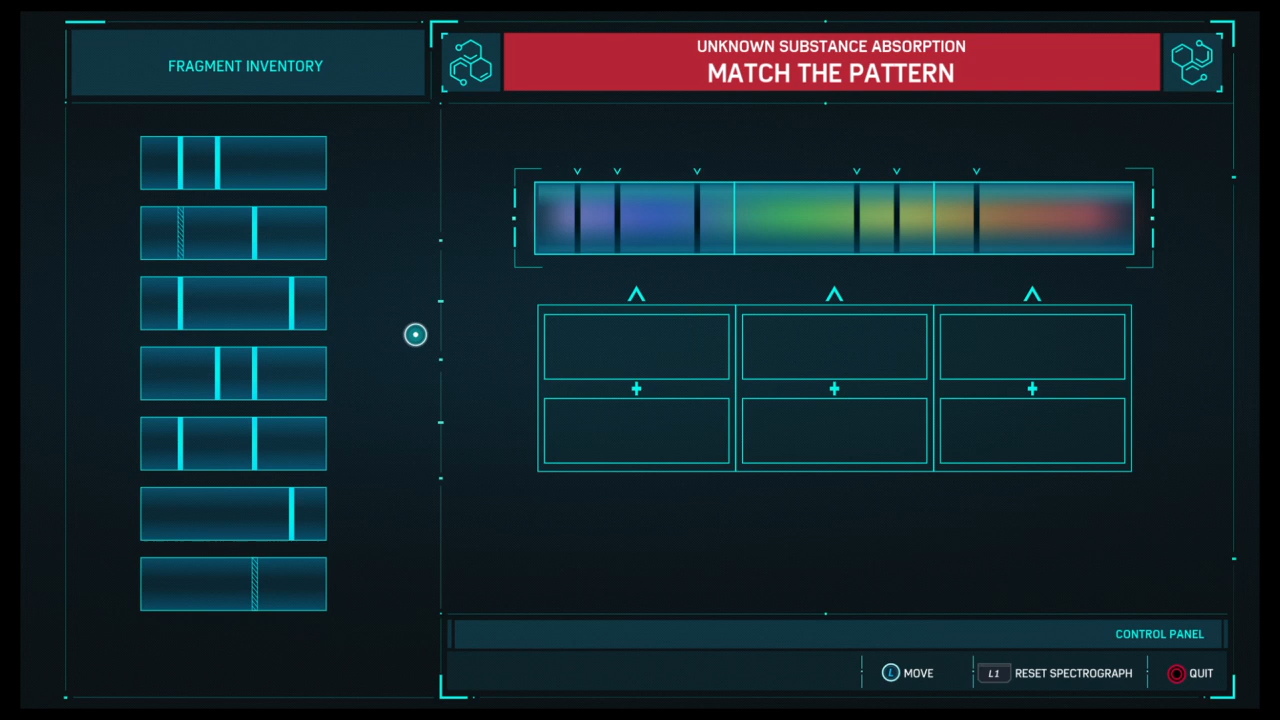 FRAGMENT INVENTORY
UNKNOWN SUBSTANCE ABSORPTION
MATCH THE PATTERN
CONTROL PANEL
L MOVE
L1 RESET SPECTROGRAPH
QUIT